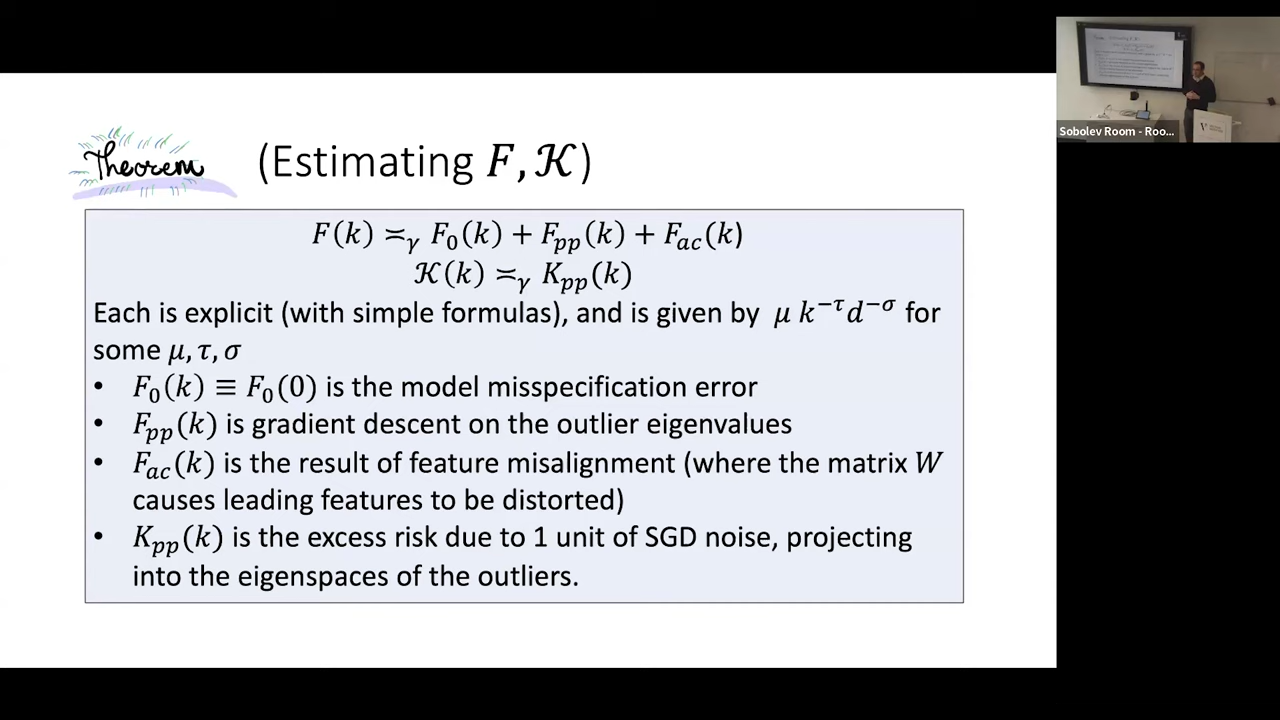 Theorem (Estimating F, 𝒦)
F(k) ≍γ F₀(k) + Fpp(k) + Fac(k)
𝒦(k) ≍γ Kpp(k)
Each is explicit (with simple formulas), and is given by μ k^−τ d^−σ for
some μ, τ, σ
• F₀(k) ≡ F₀(0) is the model misspecification error
• Fpp(k) is gradient descent on the outlier eigenvalues
• Fac(k) is the result of feature misalignment (where the matrix W
causes leading features to be distorted)
• Kpp(k) is the excess risk due to 1 unit of SGD noise, projecting
into the eigenspaces of the outliers.
Sobolev Room - Roo...